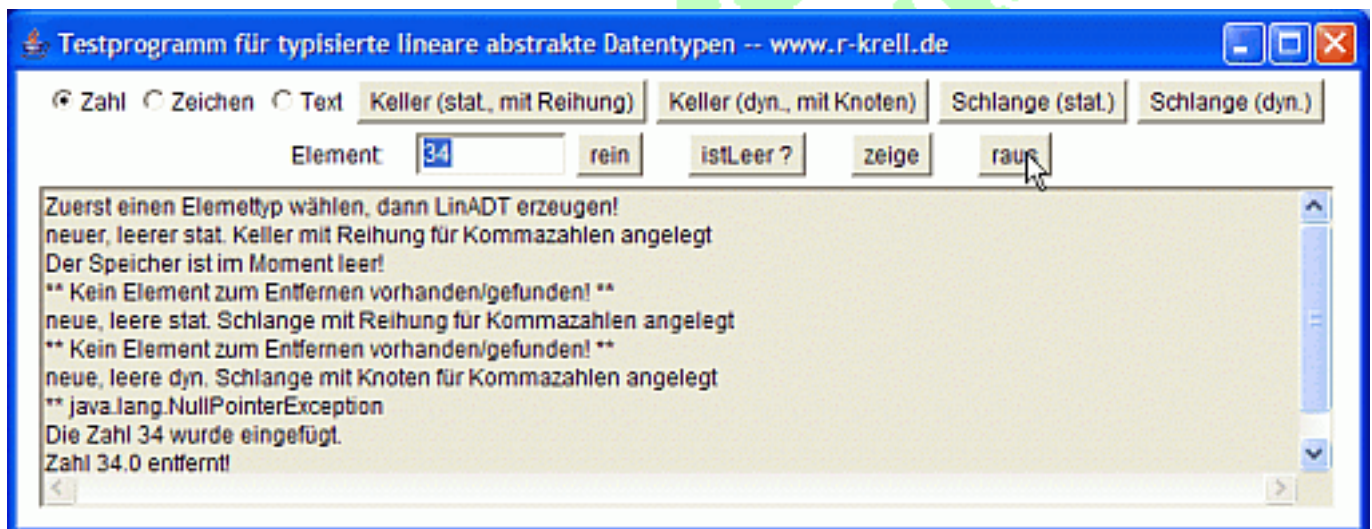 Testprogramm für typisierte lineare abstrakte Datentypen -- www.r-krell.de
Zahl Zeichen Text Keller (stat., mit Reihung) Keller (dyn., mit Knoten) Schlange (stat.) Schlange (dyn.)
Element: 34 rein istLeer ? zeige raus
Zuerst einen Elemettyp wählen, dann LinADT erzeugen!
neuer, leerer stat. Keller mit Reihung für Kommazahlen angelegt
Der Speicher ist im Moment leer!
** Kein Element zum Entfernen vorhanden/gefunden! **
neue, leere stat. Schlange mit Reihung für Kommazahlen angelegt
** Kein Element zum Entfernen vorhanden/gefunden! **
neue, leere dyn. Schlange mit Knoten für Kommazahlen angelegt
** java.lang.NullPointerException
Die Zahl 34 wurde eingefügt.
Zahl 34.0 entfernt!